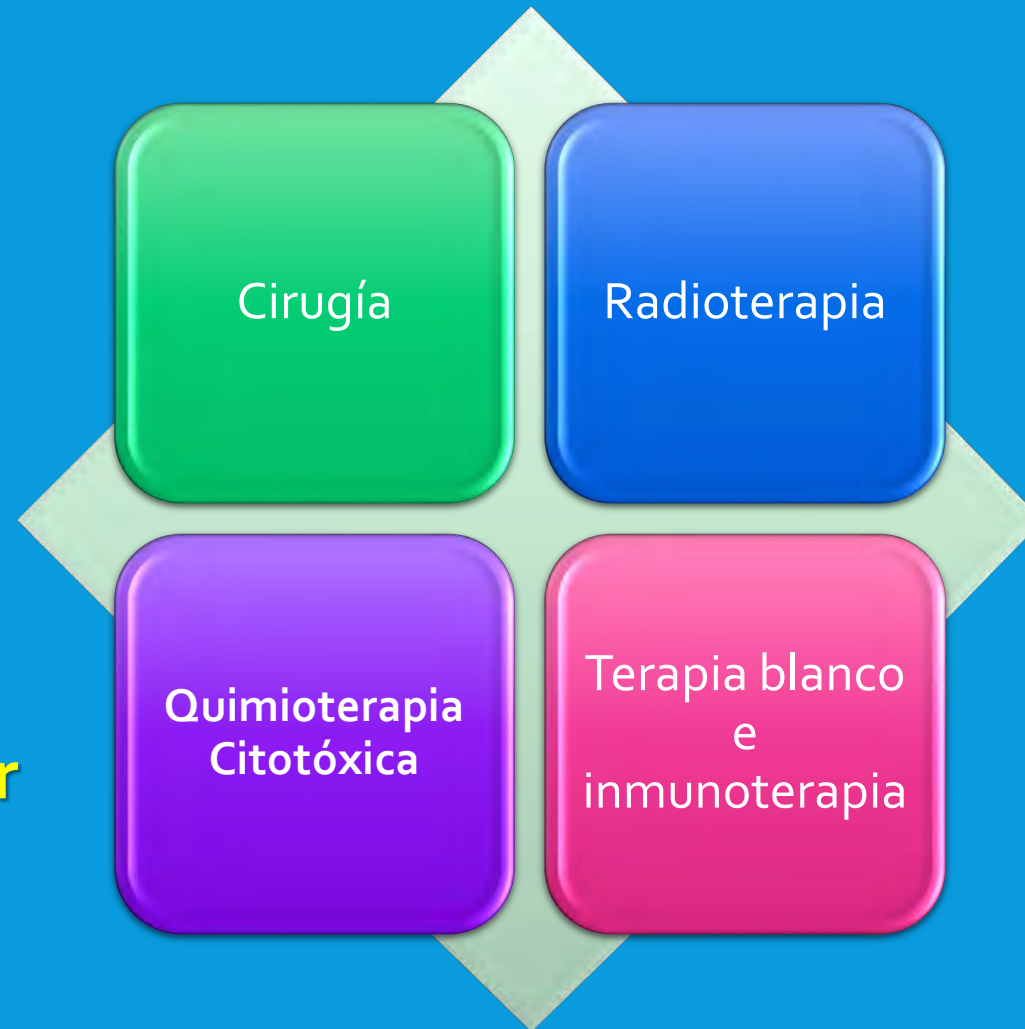 Cirugía
Radioterapia
Quimioterapia
Citotóxica
Terapia blanco
e
inmunoterapia